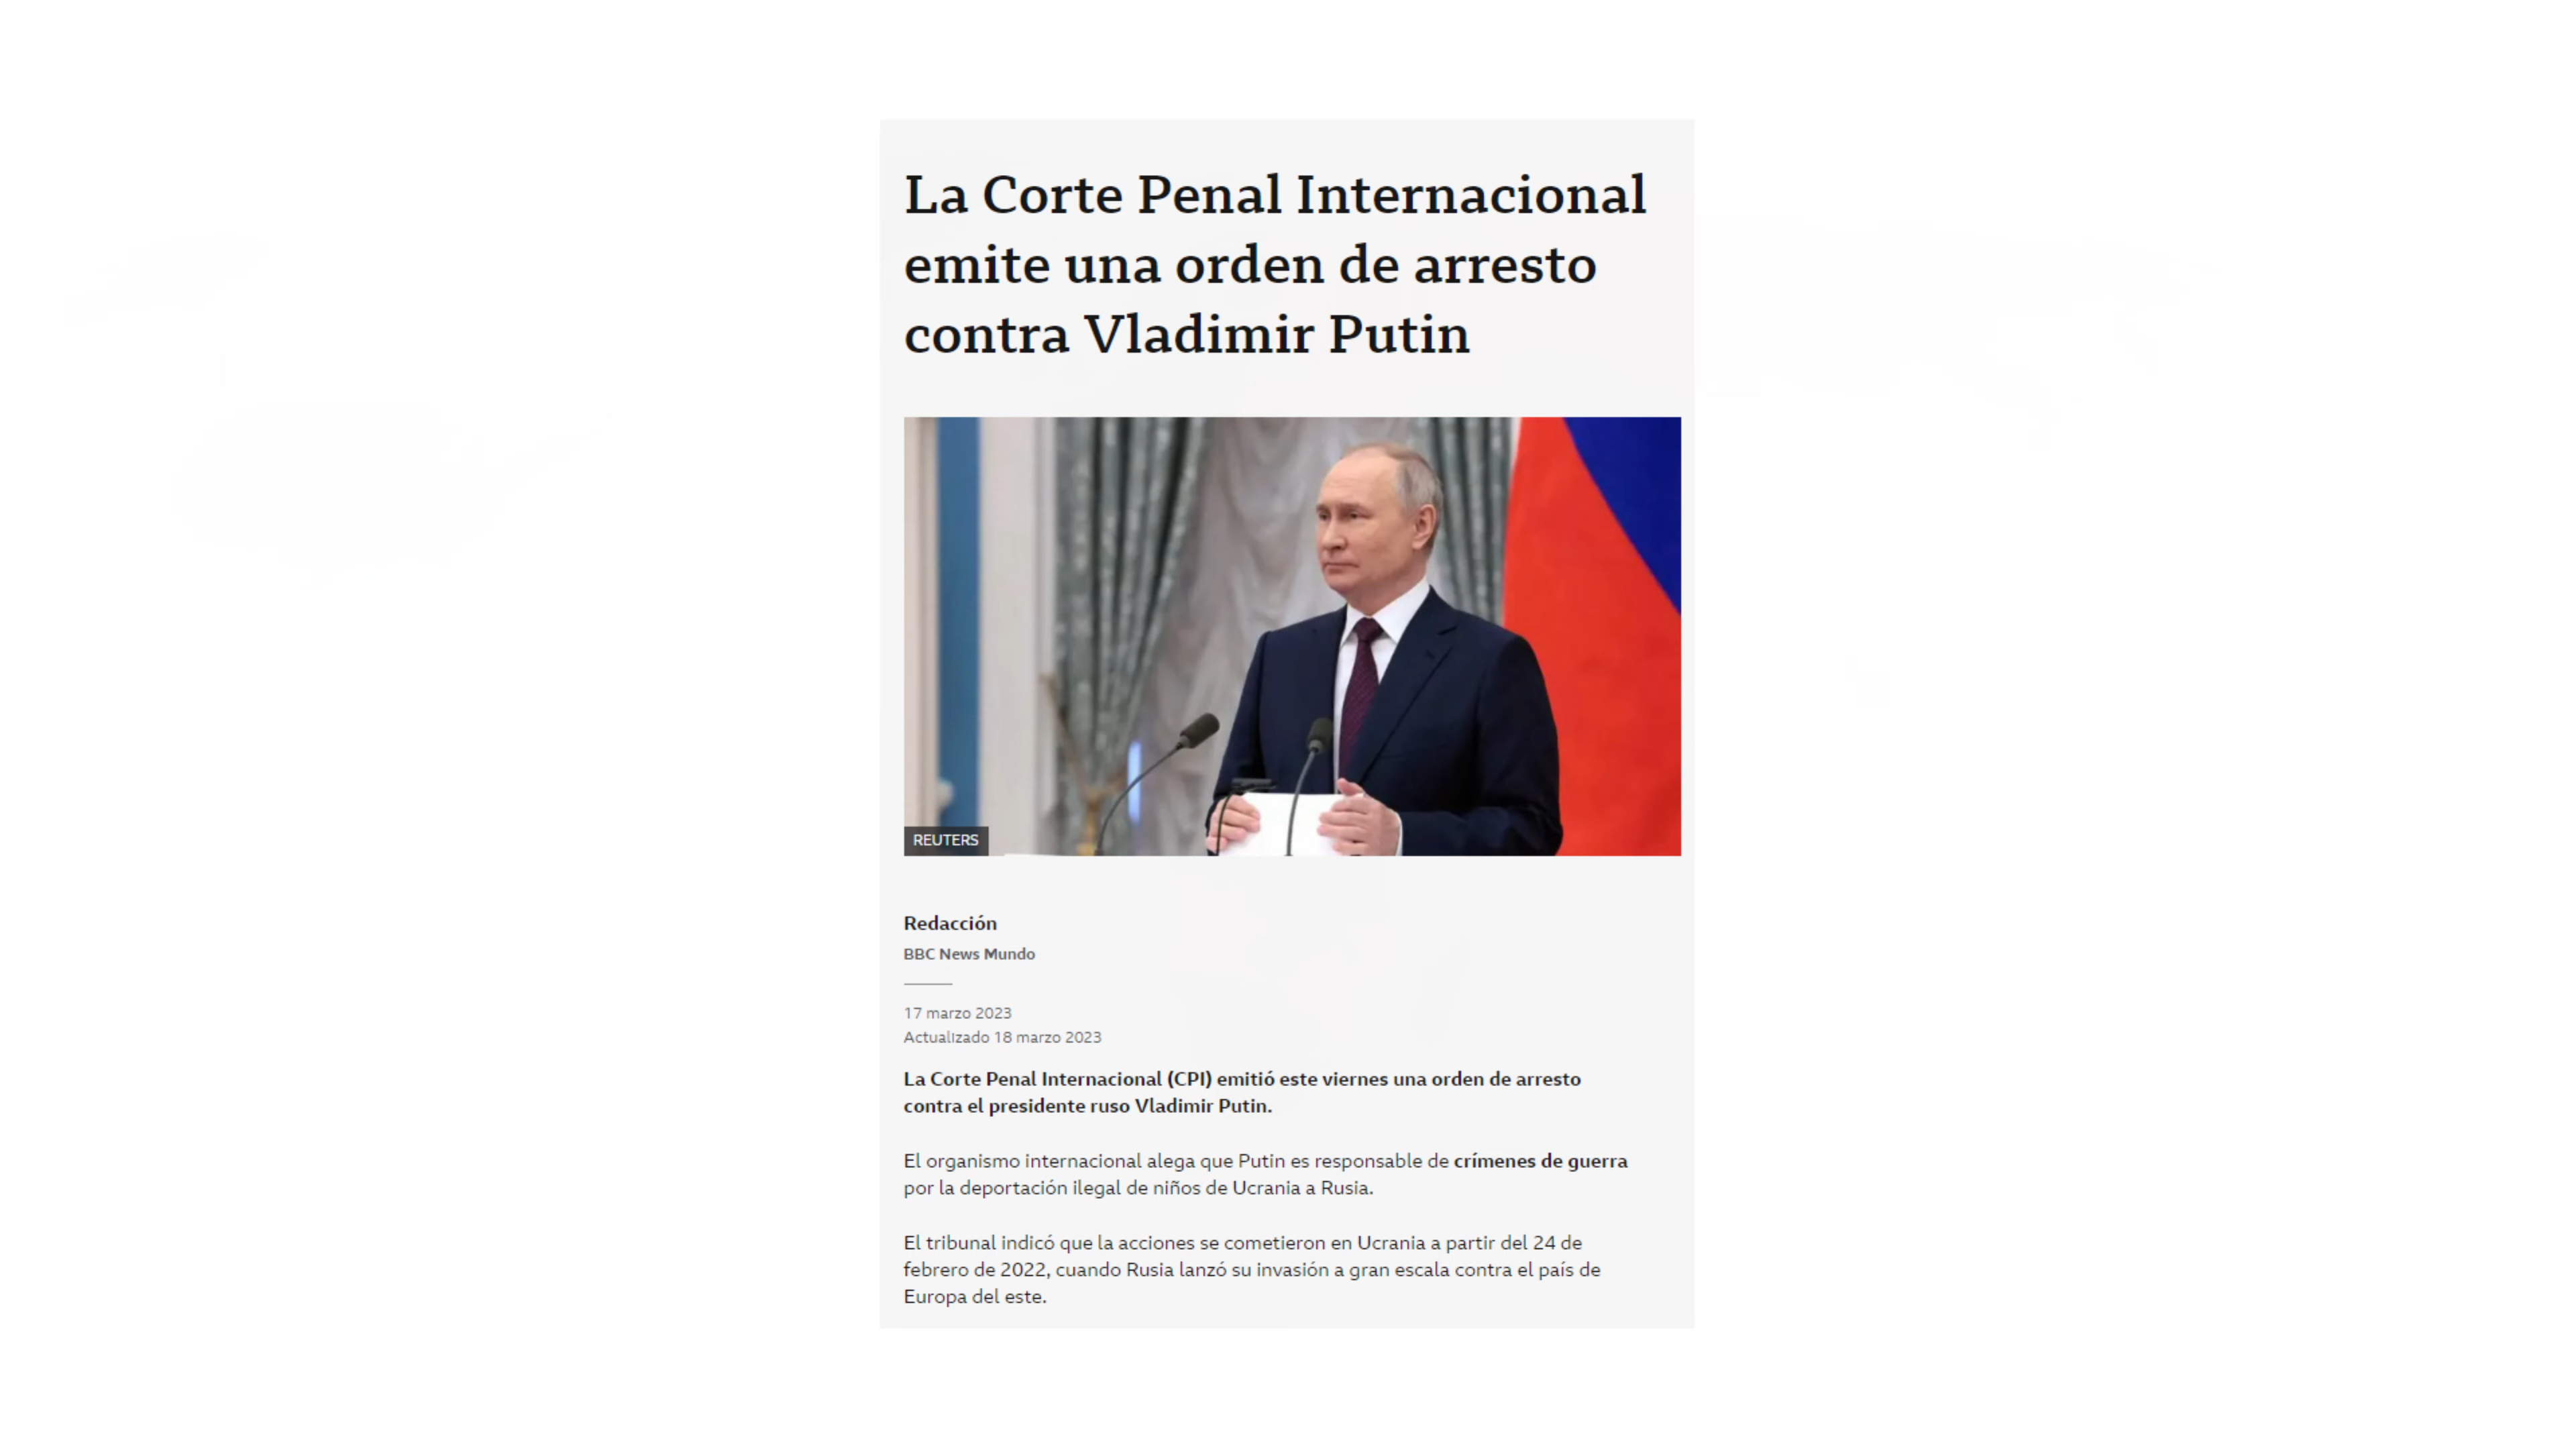 La Corte Penal Internacional
emite una orden de arresto
contra Vladimir Putin
REUTERS
Redacción
BBC News Mundo
17 marzo 2023
Actualizado 18 marzo 2023
La Corte Penal Internacional (CPI) emitió este viernes una orden de arresto
contra el presidente ruso Vladimir Putin.
El organismo internacional alega que Putin es responsable de crímenes de guerra
por la deportación ilegal de niños de Ucrania a Rusia.
El tribunal indicó que la acciones se cometieron en Ucrania a partir del 24 de
febrero de 2022, cuando Rusia lanzó su invasión a gran escala contra el país de
Europa del este.